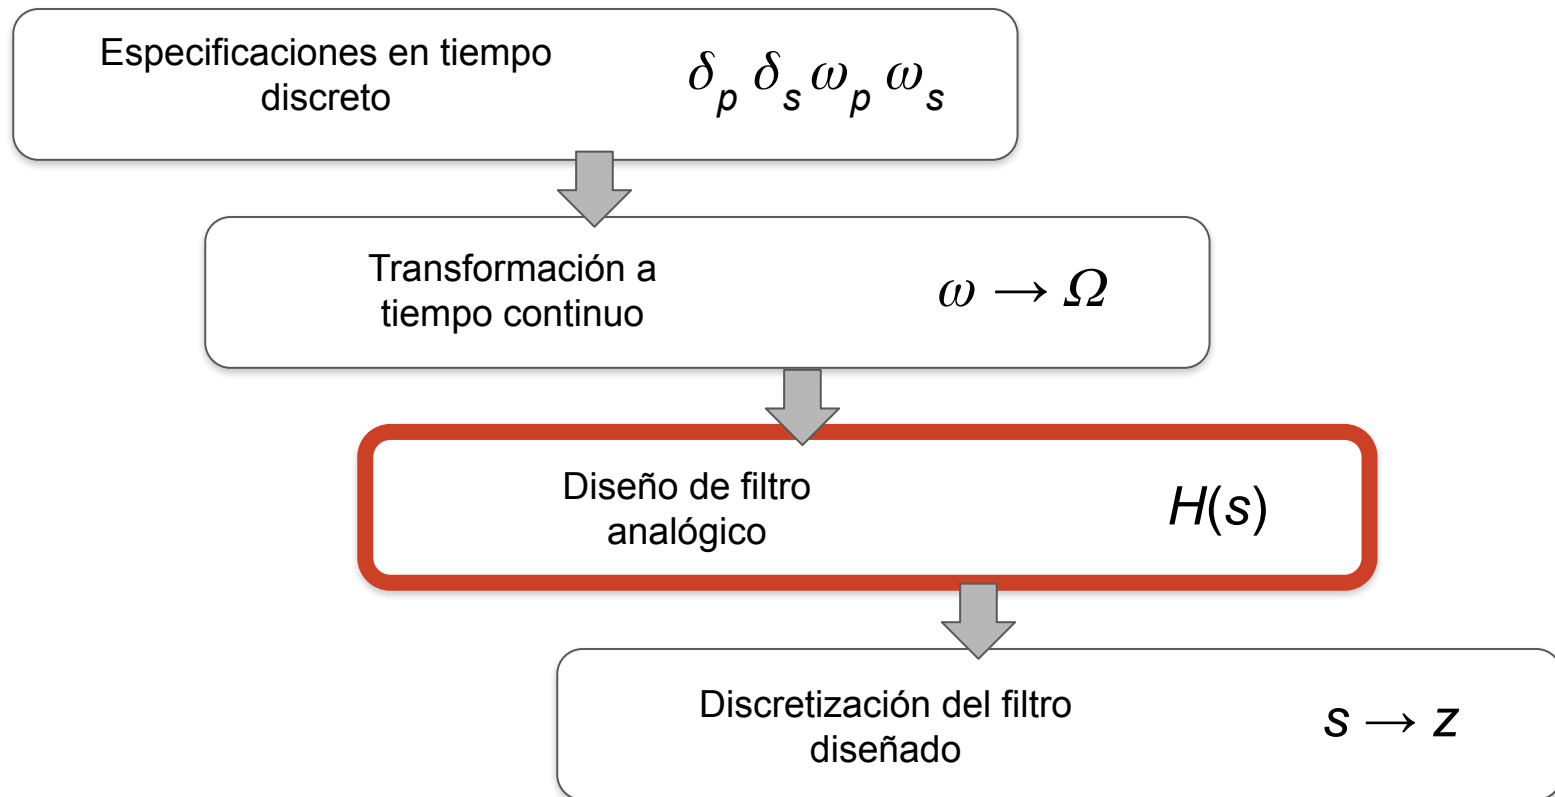 Especificaciones en tiempo
discreto
δp δs ωp ωs
Transformación a
tiempo continuo
ω → Ω
Diseño de filtro
analógico
H(s)
Discretización del filtro
diseñado
s → z